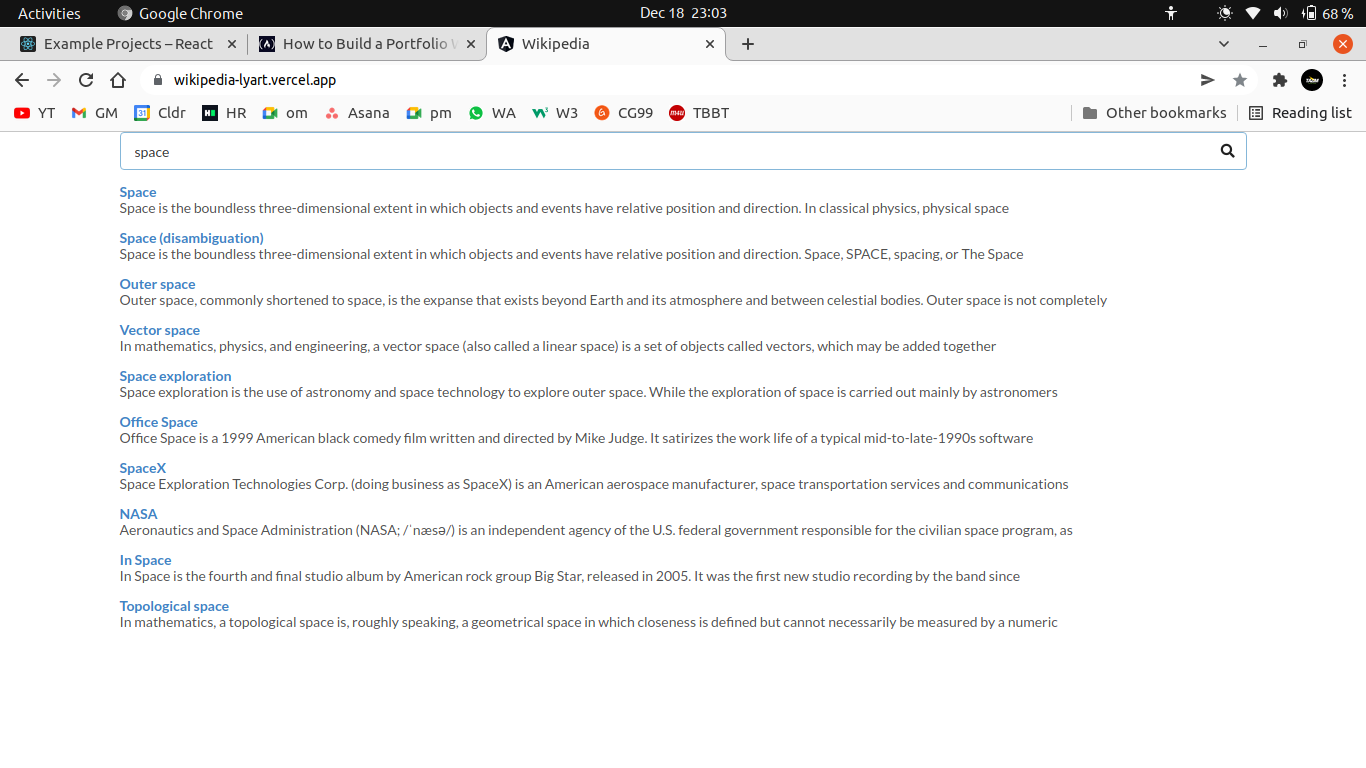 Activities Google Chrome Dec 18 23:03 68 %
Example Projects – React How to Build a Portfolio W Wikipedia
wikipedia-lyart.vercel.app
YT GM Cldr HR om Asana pm WA W3 CG99 TBBT Other bookmarks Reading list
space
Space
Space is the boundless three-dimensional extent in which objects and events have relative position and direction. In classical physics, physical space
Space (disambiguation)
Space is the boundless three-dimensional extent in which objects and events have relative position and direction. Space, SPACE, spacing, or The Space
Outer space
Outer space, commonly shortened to space, is the expanse that exists beyond Earth and its atmosphere and between celestial bodies. Outer space is not completely
Vector space
In mathematics, physics, and engineering, a vector space (also called a linear space) is a set of objects called vectors, which may be added together
Space exploration
Space exploration is the use of astronomy and space technology to explore outer space. While the exploration of space is carried out mainly by astronomers
Office Space
Office Space is a 1999 American black comedy film written and directed by Mike Judge. It satirizes the work life of a typical mid-to-late-1990s software
SpaceX
Space Exploration Technologies Corp. (doing business as SpaceX) is an American aerospace manufacturer, space transportation services and communications
NASA
Aeronautics and Space Administration (NASA; /ˈnæsə/) is an independent agency of the U.S. federal government responsible for the civilian space program, as
In Space
In Space is the fourth and final studio album by American rock group Big Star, released in 2005. It was the first new studio recording by the band since
Topological space
In mathematics, a topological space is, roughly speaking, a geometrical space in which closeness is defined but cannot necessarily be measured by a numeric